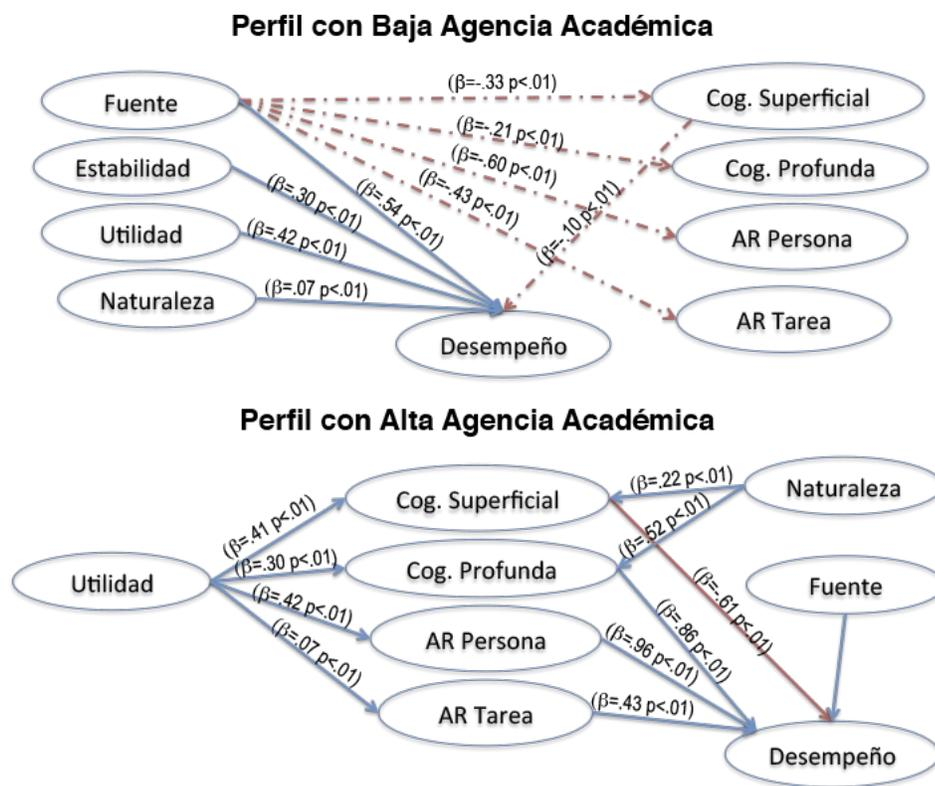 Perfil con Baja Agencia Académica
Fuente
(β=-.33 p<.01)
Cog. Superficial
(β=-.21 p<.01)
Estabilidad
(β=-.60 p<.01)
Cog. Profunda
(β=-.43 p<.01)
(β=.30 p<.01)
(β=.54 p<.01)
Utilidad
(β=.42 p<.01)
(β=-.10 p<.01)
AR Persona
Naturaleza
(β=.07 p<.01)
AR Tarea
Desempeño
Perfil con Alta Agencia Académica
(β=.41 p<.01)
Cog. Superficial
(β=.22 p<.01)
Naturaleza
(β=.52 p<.01)
Utilidad
(β=.30 p<.01)
Cog. Profunda
Fuente
(β=.42 p<.01)
AR Persona
(β=.86 p<.01)
(β=-.61 p<.01)
(β=.96 p<.01)
(β=.07 p<.01)
AR Tarea
(β=.43 p<.01)
Desempeño